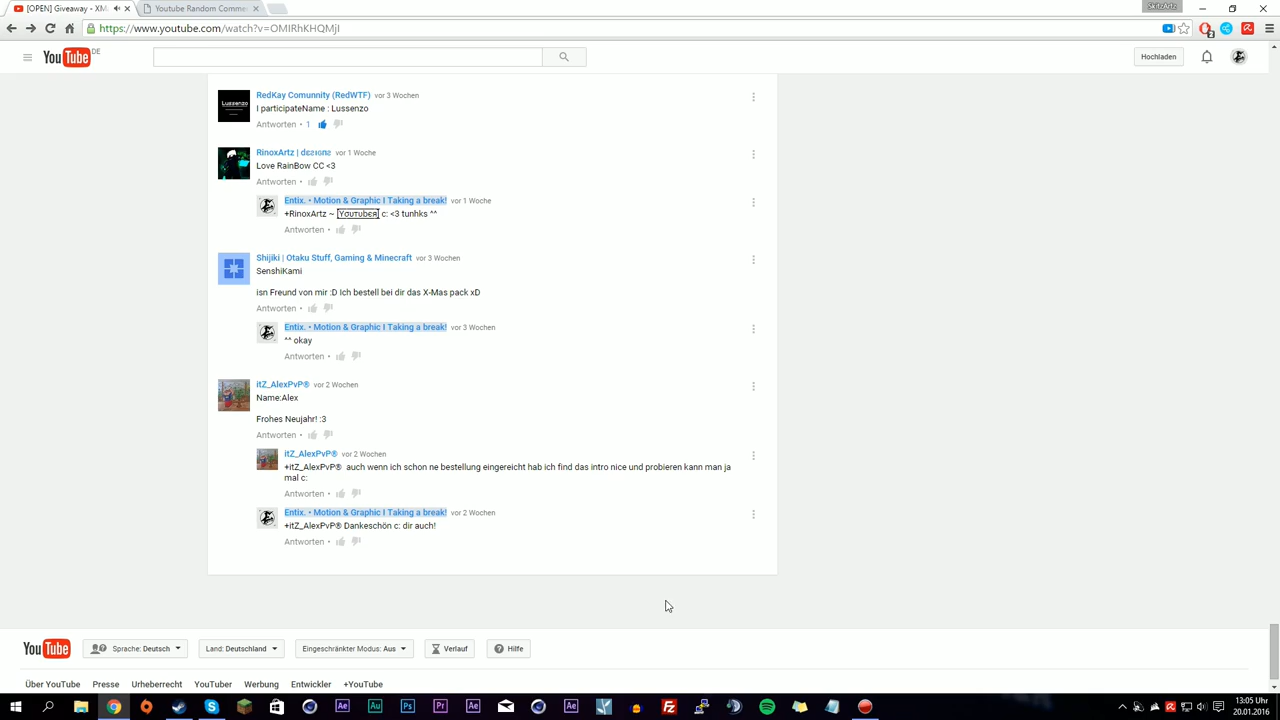 [OPEN] Giveaway - XM
Youtube Random Comme
SkitzArtz
https://www.youtube.com/watch?v=OMIRhKHQMjI
YouTube DE
Hochladen
RedKay Comunnity (RedWTF) vor 3 Wochen
I participateName : Lussenzo
Antworten • 1
RinoxArtz | dεƨıɢnƨ vor 1 Woche
Love RainBow CC <3
Antworten •
Entix. • Motion & Graphic I Taking a break! vor 1 Woche
+RinoxArtz ~ c: <3 tunhks ^^
Antworten •
Shijiki | Otaku Stuff, Gaming & Minecraft vor 3 Wochen
SenshiKami
isn Freund von mir :D Ich bestell bei dir das X-Mas pack xD
Antworten •
Entix. • Motion & Graphic I Taking a break! vor 3 Wochen
^^ okay
Antworten •
itZ_AlexPvP® vor 2 Wochen
Name:Alex
Frohes Neujahr! :3
Antworten •
itZ_AlexPvP® vor 2 Wochen
+itZ_AlexPvP® auch wenn ich schon ne bestellung eingereicht hab ich find das intro nice und probieren kann man ja
mal c:
Antworten •
Entix. • Motion & Graphic I Taking a break! vor 2 Wochen
+itZ_AlexPvP® Dankeschön c: dir auch!
Antworten •
YouTube Sprache: Deutsch Land: Deutschland Eingeschränkter Modus: Aus Verlauf Hilfe
Über YouTube Presse Urheberrecht YouTuber Werbung Entwickler +YouTube
13:05 Uhr
20.01.2016